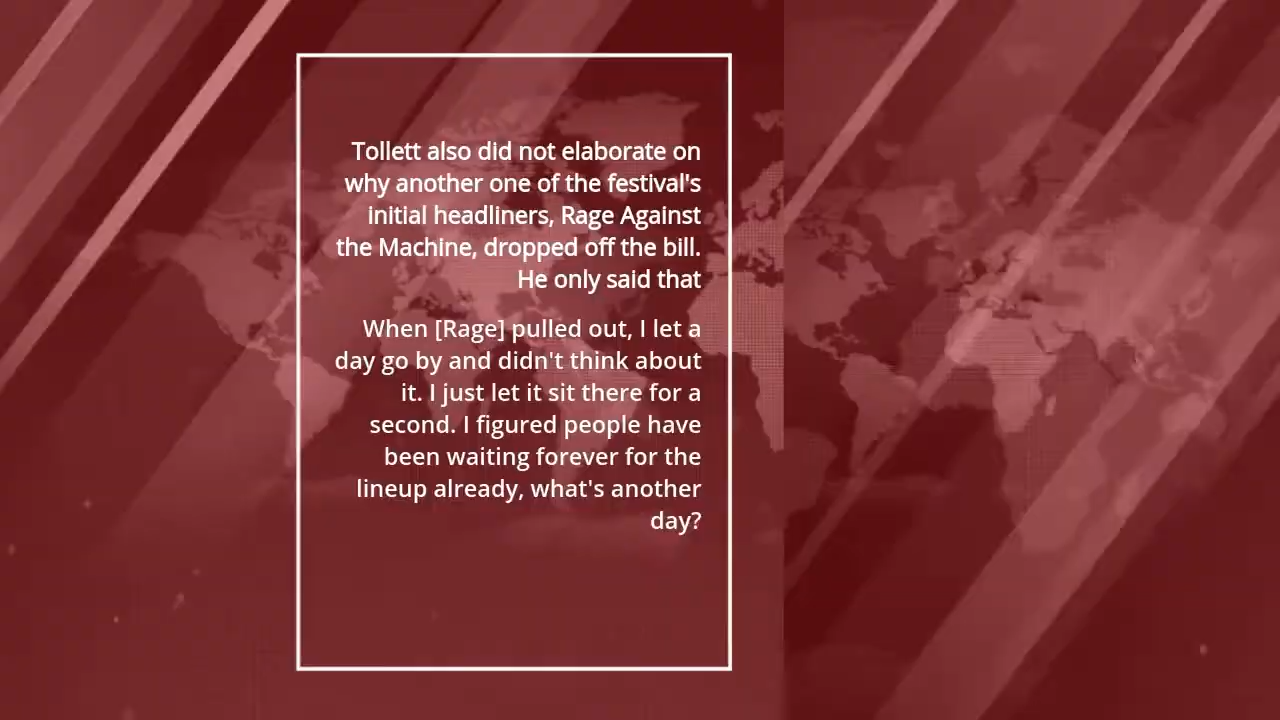 Tollett also did not elaborate on
why another one of the festival's
initial headliners, Rage Against
the Machine, dropped off the bill.
He only said that
When [Rage] pulled out, I let a
day go by and didn't think about
it. I just let it sit there for a
second. I figured people have
been waiting forever for the
lineup already, what's another
day?